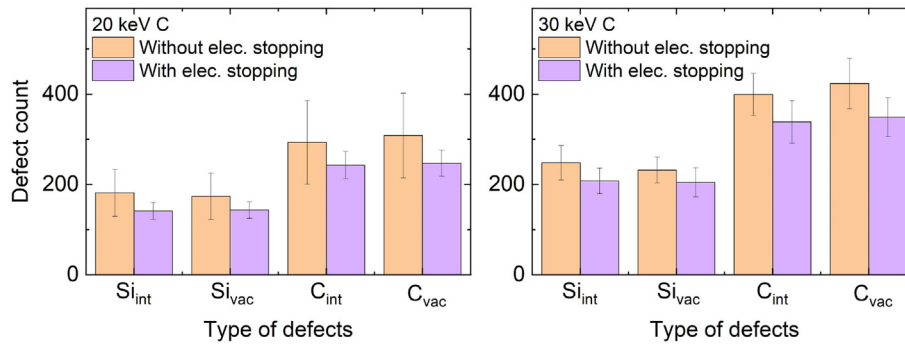 20 keV C
Without elec. stopping
With elec. stopping
Defect count
400
200
0
Si_int
Si_vac
C_int
C_vac
Type of defects
30 keV C
Without elec. stopping
With elec. stopping
400
200
0
Si_int
Si_vac
C_int
C_vac
Type of defects